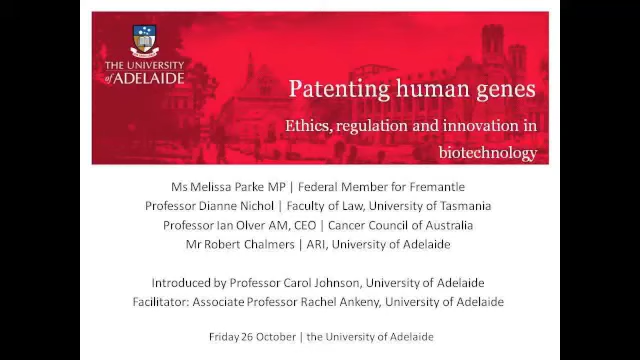 THE UNIVERSITY
of ADELAIDE
Patenting human genes
Ethics, regulation and innovation in
biotechnology
Ms Melissa Parke MP | Federal Member for Fremantle
Professor Dianne Nichol | Faculty of Law, University of Tasmania
Professor Ian Olver AM, CEO | Cancer Council of Australia
Mr Robert Chalmers | ARI, University of Adelaide
Introduced by Professor Carol Johnson, University of Adelaide
Facilitator: Associate Professor Rachel Ankeny, University of Adelaide
Friday 26 October | the University of Adelaide